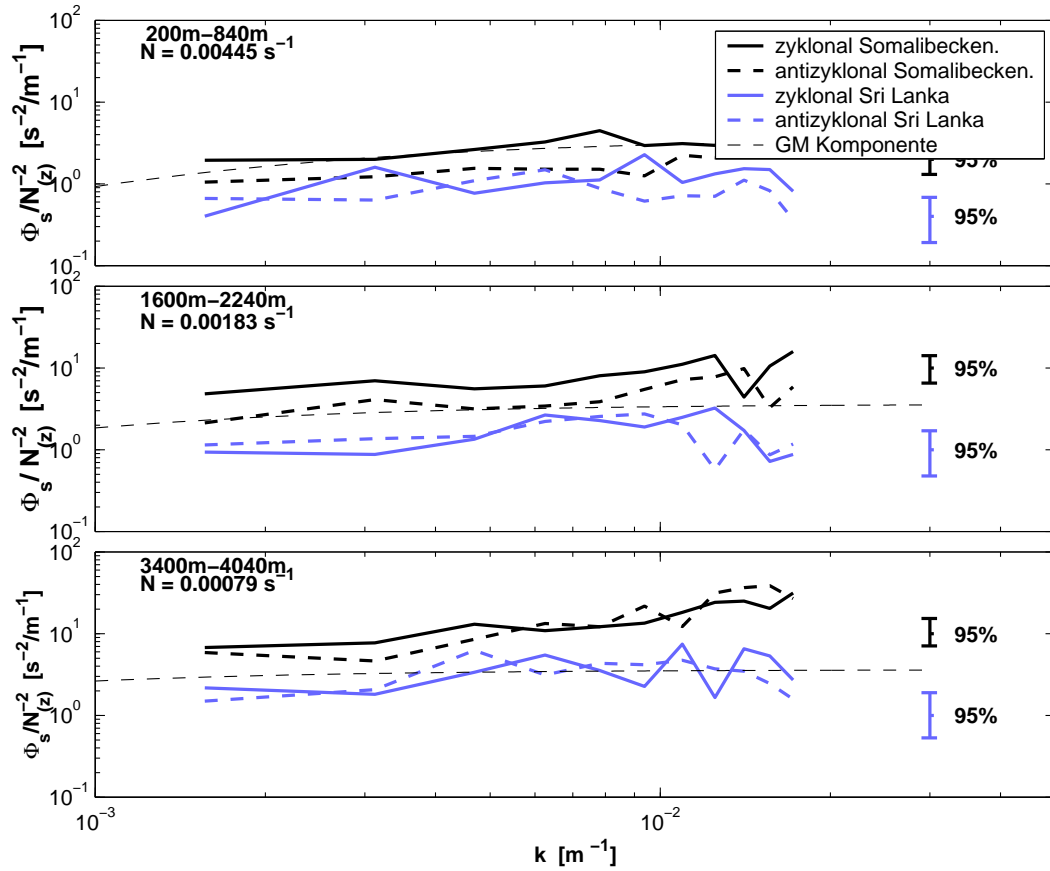 10²
10¹
10⁰
10⁻¹
Φₛ/N⁻²₍z₎ [s⁻²/m⁻¹]
200m−840m
N = 0.00445 s⁻¹
zyklonal Somalibecken.
antizyklonal Somalibecken.
zyklonal Sri Lanka
antizyklonal Sri Lanka
GM Komponente
95%
95%
10²
10¹
10⁰
10⁻¹
Φₛ/N⁻²₍z₎ [s⁻²/m⁻¹]
1600m−2240m
N = 0.00183 s⁻¹
95%
95%
10²
10¹
10⁰
10⁻¹
Φₛ/N⁻²₍z₎ [s⁻²/m⁻¹]
3400m−4040m
N = 0.00079 s⁻¹
95%
95%
10⁻³
10⁻²
k [m⁻¹]